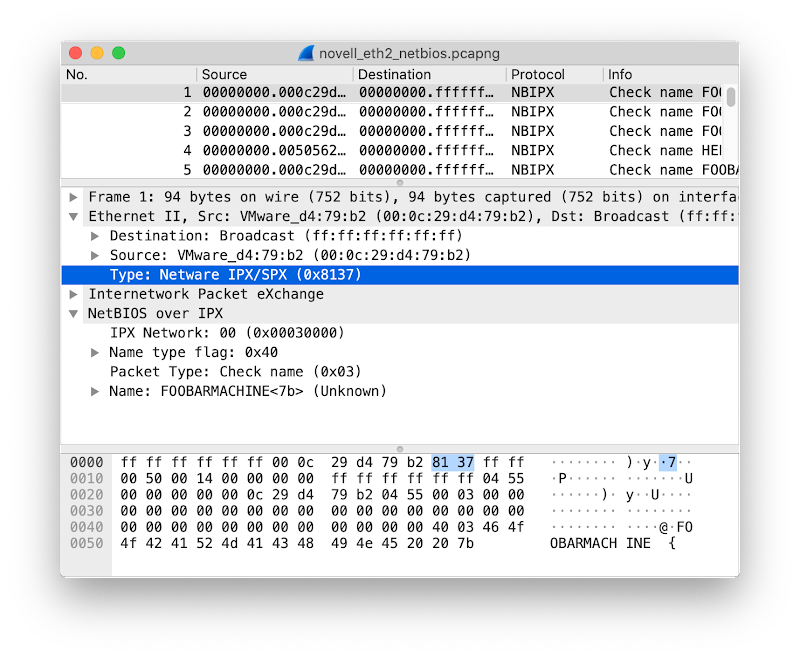 novell_eth2_netbios.pcapng
No. Source Destination Protocol Info
1 00000000.000c29d… 00000000.ffffff… NBIPX Check name FOO
2 00000000.000c29d… 00000000.ffffff… NBIPX Check name FOO
3 00000000.000c29d… 00000000.ffffff… NBIPX Check name FOO
4 00000000.0050562… 00000000.ffffff… NBIPX Check name HEL
5 00000000.000c29d… 00000000.ffffff… NBIPX Check name FOOBA
Frame 1: 94 bytes on wire (752 bits), 94 bytes captured (752 bits) on interfa
Ethernet II, Src: VMware_d4:79:b2 (00:0c:29:d4:79:b2), Dst: Broadcast (ff:ff:
Destination: Broadcast (ff:ff:ff:ff:ff:ff)
Source: VMware_d4:79:b2 (00:0c:29:d4:79:b2)
Type: Netware IPX/SPX (0x8137)
Internetwork Packet eXchange
NetBIOS over IPX
IPX Network: 00 (0x00030000)
Name type flag: 0x40
Packet Type: Check name (0x03)
Name: FOOBARMACHINE<7b> (Unknown)
0000 ff ff ff ff ff ff 00 0c 29 d4 79 b2 81 37 ff ff ········ )·y··7··
0010 00 50 00 14 00 00 00 00 ff ff ff ff ff ff 04 55 ·P······ ·······U
0020 00 00 00 00 00 0c 29 d4 79 b2 04 55 00 03 00 00 ······)· y··U····
0030 00 00 00 00 00 00 00 00 00 00 00 00 00 00 00 00 ········ ········
0040 00 00 00 00 00 00 00 00 00 00 00 00 40 03 46 4f ········ ····@·FO
0050 4f 42 41 52 4d 41 43 48 49 4e 45 20 20 7b OBARMACH INE {